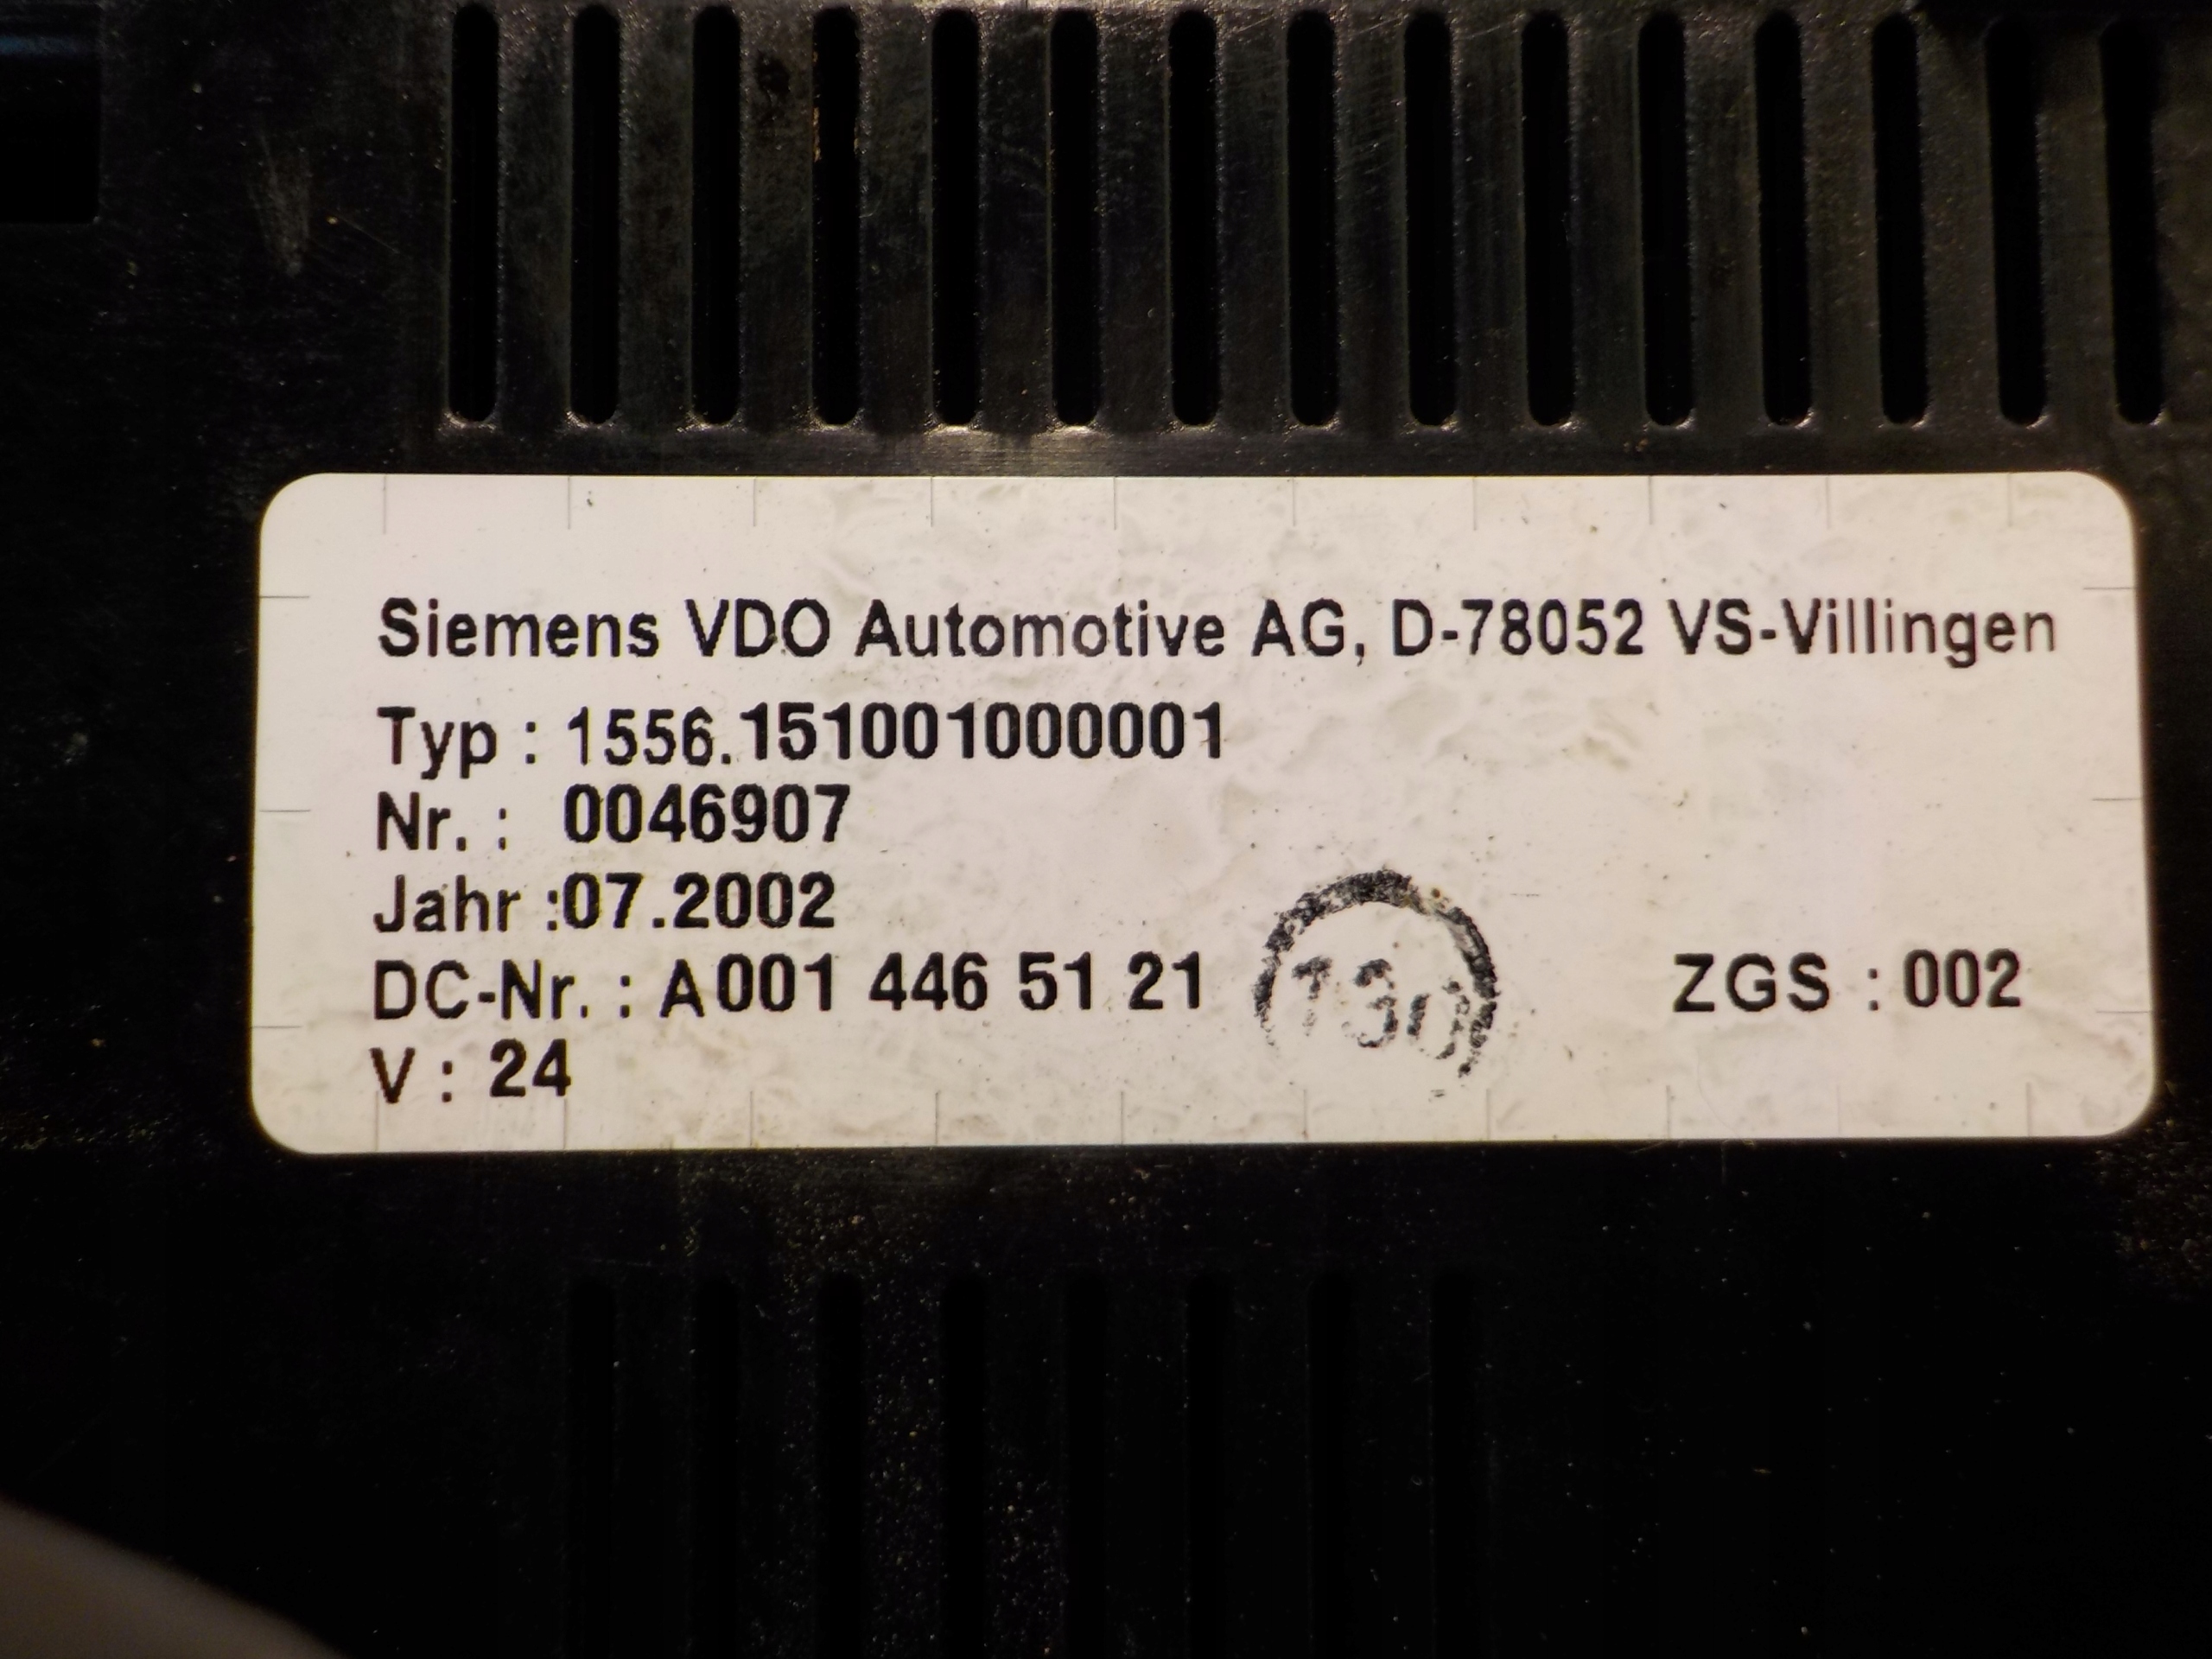 Siemens VDO Automotive AG, D-78052 VS-Villingen
Typ : 1556.151001000001
Nr. : 0046907
Jahr :07.2002
DC-Nr. : A001 446 51 21
730
ZGS : 002
V : 24